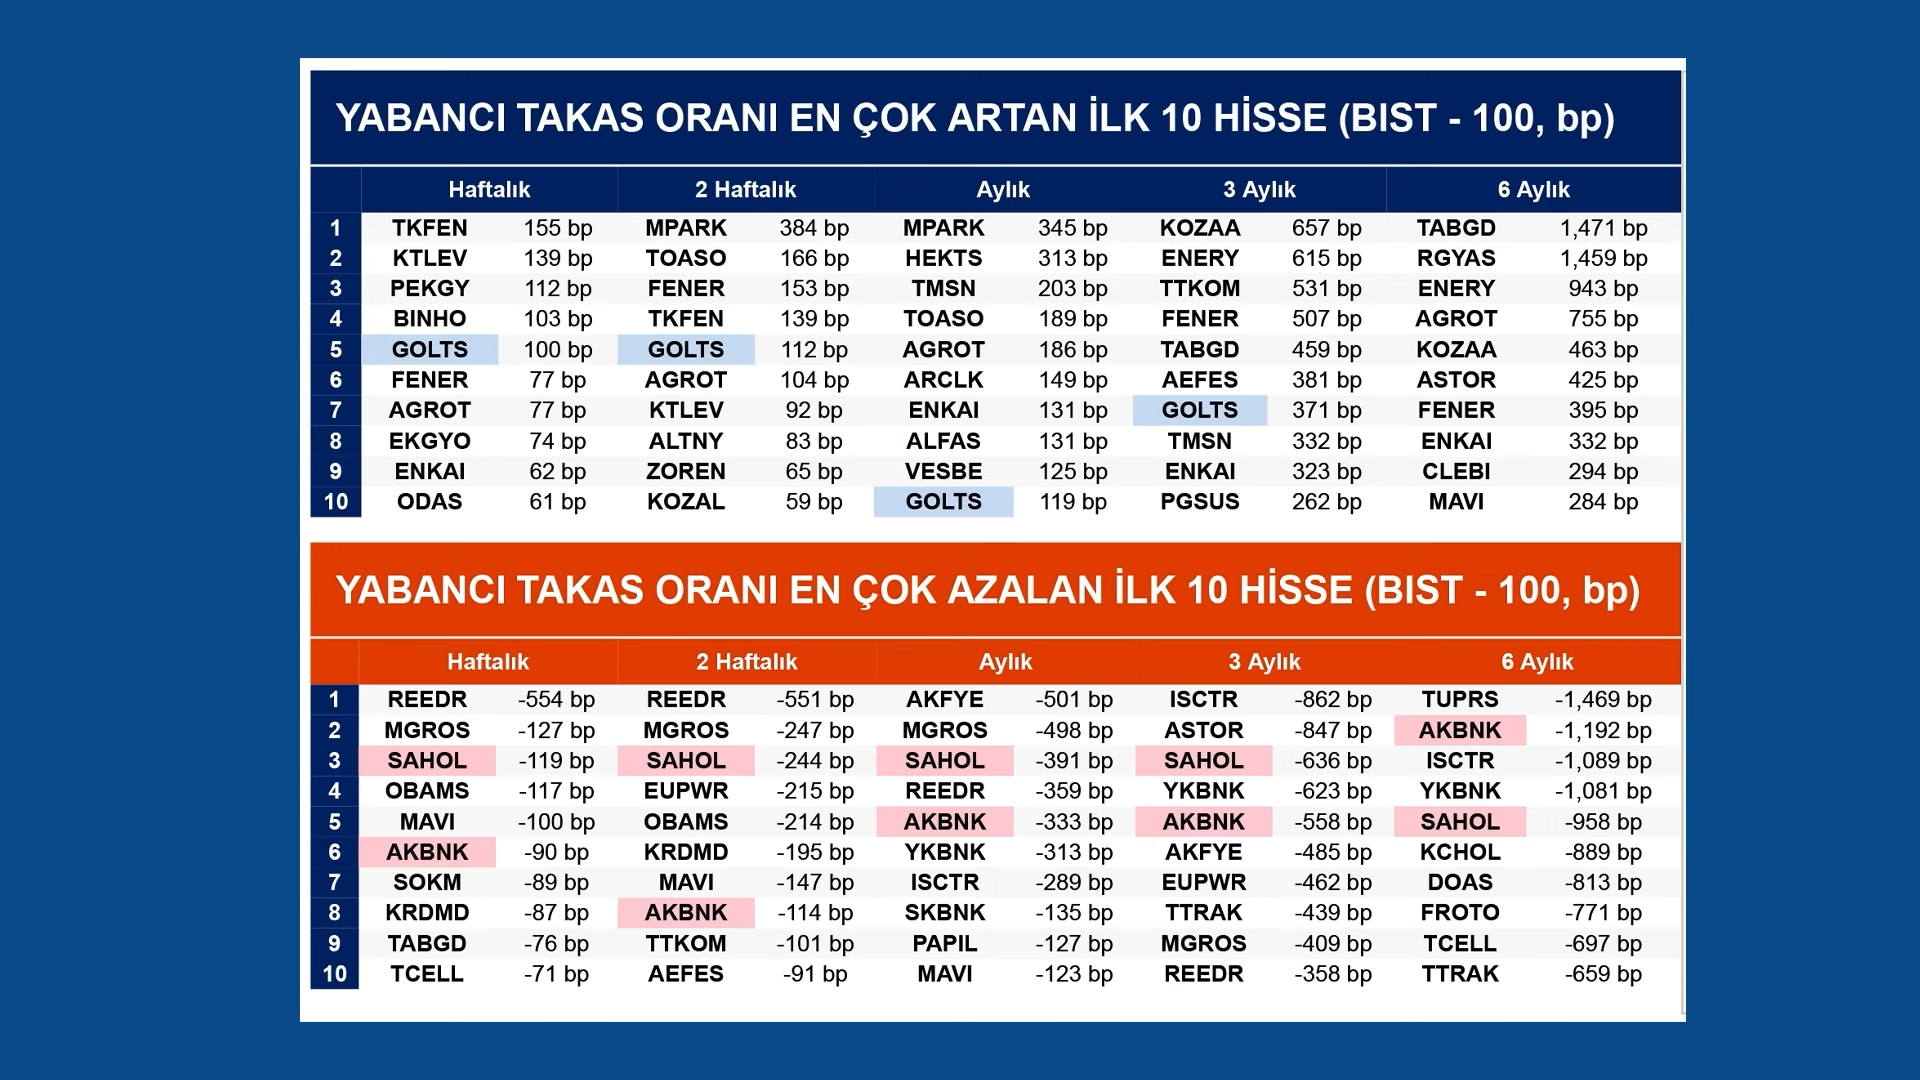 YABANCI TAKAS ORANI EN ÇOK ARTAN İLK 10 HİSSE (BIST - 100, bp)
Haftalık 2 Haftalık Aylık 3 Aylık 6 Aylık
1 TKFEN 155 bp MPARK 384 bp MPARK 345 bp KOZAA 657 bp TABGD 1,471 bp
2 KTLEV 139 bp TOASO 166 bp HEKTS 313 bp ENERY 615 bp RGYAS 1,459 bp
3 PEKGY 112 bp FENER 153 bp TMSN 203 bp TTKOM 531 bp ENERY 943 bp
4 BINHO 103 bp TKFEN 139 bp TOASO 189 bp FENER 507 bp AGROT 755 bp
5 GOLTS 100 bp GOLTS 112 bp AGROT 186 bp TABGD 459 bp KOZAA 463 bp
6 FENER 77 bp AGROT 104 bp ARCLK 149 bp AEFES 381 bp ASTOR 425 bp
7 AGROT 77 bp KTLEV 92 bp ENKAI 131 bp GOLTS 371 bp FENER 395 bp
8 EKGYO 74 bp ALTNY 83 bp ALFAS 131 bp TMSN 332 bp ENKAI 332 bp
9 ENKAI 62 bp ZOREN 65 bp VESBE 125 bp ENKAI 323 bp CLEBI 294 bp
10 ODAS 61 bp KOZAL 59 bp GOLTS 119 bp PGSUS 262 bp MAVI 284 bp
YABANCI TAKAS ORANI EN ÇOK AZALAN İLK 10 HİSSE (BIST - 100, bp)
Haftalık 2 Haftalık Aylık 3 Aylık 6 Aylık
1 REEDR -554 bp REEDR -551 bp AKFYE -501 bp ISCTR -862 bp TUPRS -1,469 bp
2 MGROS -127 bp MGROS -247 bp MGROS -498 bp ASTOR -847 bp AKBNK -1,192 bp
3 SAHOL -119 bp SAHOL -244 bp SAHOL -391 bp SAHOL -636 bp ISCTR -1,089 bp
4 OBAMS -117 bp EUPWR -215 bp REEDR -359 bp YKBNK -623 bp YKBNK -1,081 bp
5 MAVI -100 bp OBAMS -214 bp AKBNK -333 bp AKBNK -558 bp SAHOL -958 bp
6 AKBNK -90 bp KRDMD -195 bp YKBNK -313 bp AKFYE -485 bp KCHOL -889 bp
7 SOKM -89 bp MAVI -147 bp ISCTR -289 bp EUPWR -462 bp DOAS -813 bp
8 KRDMD -87 bp AKBNK -114 bp SKBNK -135 bp TTRAK -439 bp FROTO -771 bp
9 TABGD -76 bp TTKOM -101 bp PAPIL -127 bp MGROS -409 bp TCELL -697 bp
10 TCELL -71 bp AEFES -91 bp MAVI -123 bp REEDR -358 bp TTRAK -659 bp